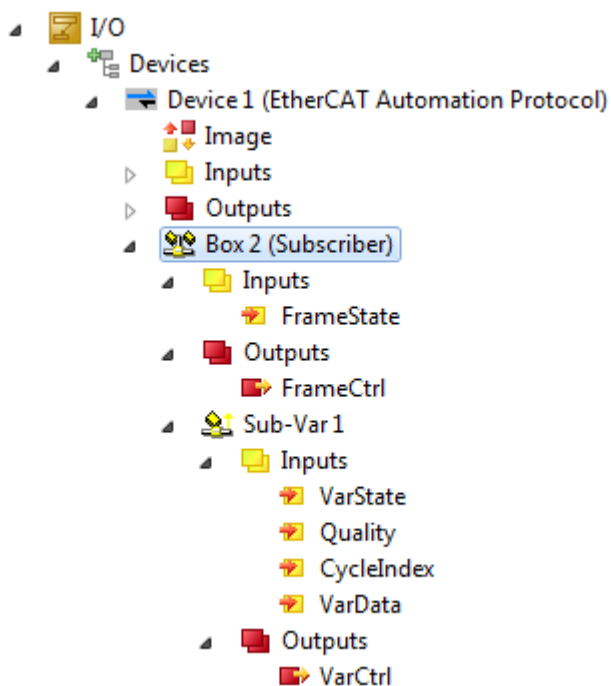 I/O
Devices
Device 1 (EtherCAT Automation Protocol)
Image
Inputs
Outputs
Box 2 (Subscriber)
Inputs
FrameState
Outputs
FrameCtrl
Sub-Var 1
Inputs
VarState
Quality
CycleIndex
VarData
Outputs
VarCtrl